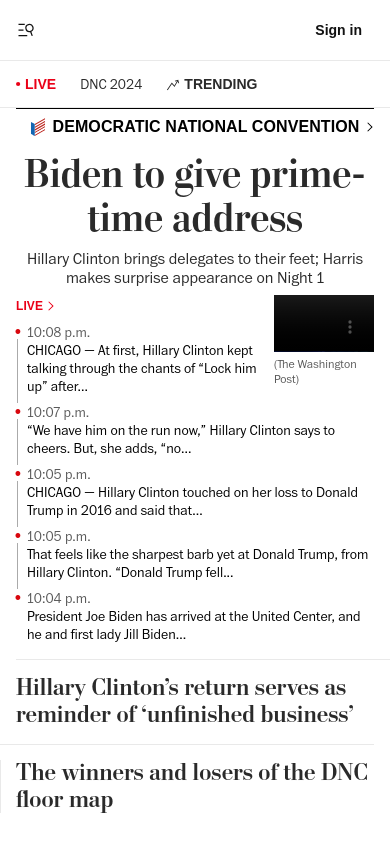 Sign in
LIVE DNC 2024 TRENDING
DEMOCRATIC NATIONAL CONVENTION
Biden to give prime-
time address
Hillary Clinton brings delegates to their feet; Harris
makes surprise appearance on Night 1
LIVE
(The Washington
Post)
10:08 p.m.
CHICAGO — At first, Hillary Clinton kept
talking through the chants of “Lock him
up” after...
10:07 p.m.
“We have him on the run now,” Hillary Clinton says to
cheers. But, she adds, “no...
10:05 p.m.
CHICAGO — Hillary Clinton touched on her loss to Donald
Trump in 2016 and said that...
10:05 p.m.
That feels like the sharpest barb yet at Donald Trump, from
Hillary Clinton. “Donald Trump fell...
10:04 p.m.
President Joe Biden has arrived at the United Center, and
he and first lady Jill Biden...
Hillary Clinton’s return serves as
reminder of ‘unfinished business’
The winners and losers of the DNC
floor map